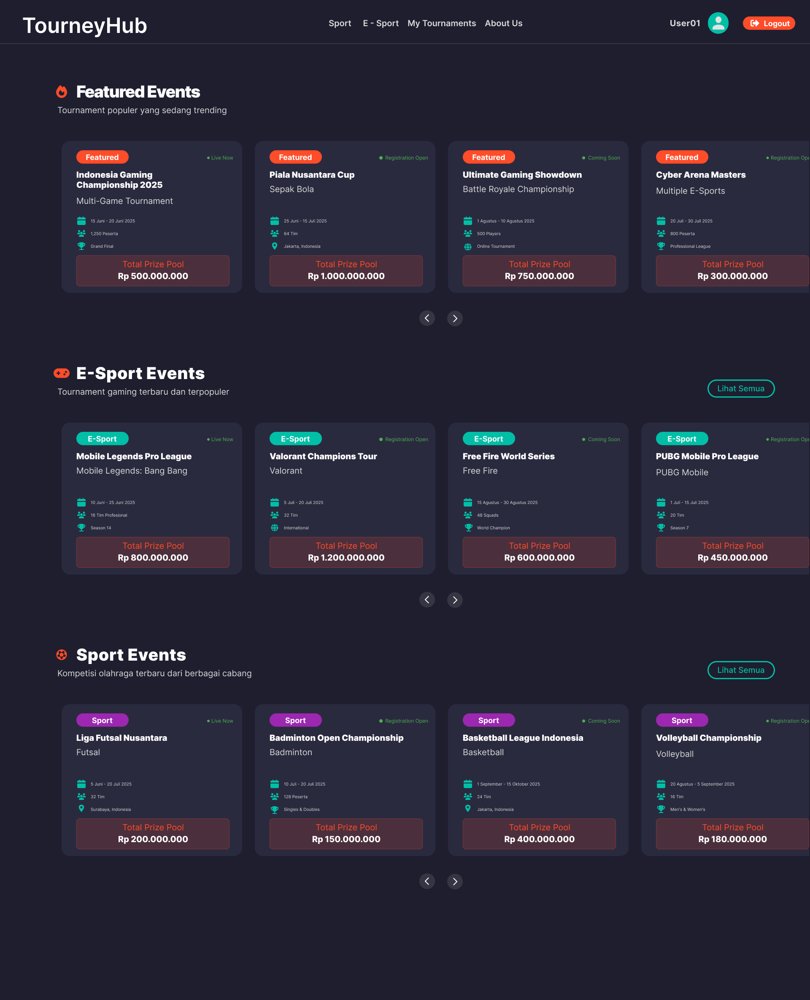 TourneyHub
Sport E - Sport My Tournaments About Us
User01
Logout
Featured Events
Tournament populer yang sedang trending
Featured
Live Now
Indonesia Gaming
Championship 2025
Multi-Game Tournament
15 Juni - 20 Juni 2025
1,250 Peserta
Grand Final
Total Prize Pool
Rp 500.000.000
Featured
Registration Open
Piala Nusantara Cup
Sepak Bola
25 Juni - 15 Juli 2025
64 Tim
Jakarta, Indonesia
Total Prize Pool
Rp 1.000.000.000
Featured
Coming Soon
Ultimate Gaming Showdown
Battle Royale Championship
1 Agustus - 10 Agustus 2025
500 Players
Online Tournament
Total Prize Pool
Rp 750.000.000
Featured
Registration Ope
Cyber Arena Masters
Multiple E-Sports
20 Juli - 30 Juli 2025
800 Peserta
Professional League
Total Prize Pool
Rp 300.000.000
E-Sport Events
Tournament gaming terbaru dan terpopuler
Lihat Semua
E-Sport
Live Now
Mobile Legends Pro League
Mobile Legends: Bang Bang
10 Juni - 25 Juni 2025
16 Tim Profesional
Season 14
Total Prize Pool
Rp 800.000.000
E-Sport
Registration Open
Valorant Champions Tour
Valorant
5 Juli - 20 Juli 2025
32 Tim
International
Total Prize Pool
Rp 1.200.000.000
E-Sport
Coming Soon
Free Fire World Series
Free Fire
15 Agustus - 30 Agustus 2025
48 Squads
World Champion
Total Prize Pool
Rp 600.000.000
E-Sport
Registration Ope
PUBG Mobile Pro League
PUBG Mobile
1 Juli - 15 Juli 2025
20 Tim
Season 7
Total Prize Pool
Rp 450.000.000
Sport Events
Kompetisi olahraga terbaru dari berbagai cabang
Lihat Semua
Sport
Live Now
Liga Futsal Nusantara
Futsal
5 Juni - 20 Juli 2025
32 Tim
Surabaya, Indonesia
Total Prize Pool
Rp 200.000.000
Sport
Registration Open
Badminton Open Championship
Badminton
10 Juli - 20 Juli 2025
128 Peserta
Singles & Doubles
Total Prize Pool
Rp 150.000.000
Sport
Coming Soon
Basketball League Indonesia
Basketball
1 September - 15 Oktober 2025
24 Tim
Jakarta, Indonesia
Total Prize Pool
Rp 400.000.000
Sport
Registration Ope
Volleyball Championship
Volleyball
20 Agustus - 5 September 2025
16 Tim
Men's & Women's
Total Prize Pool
Rp 180.000.000